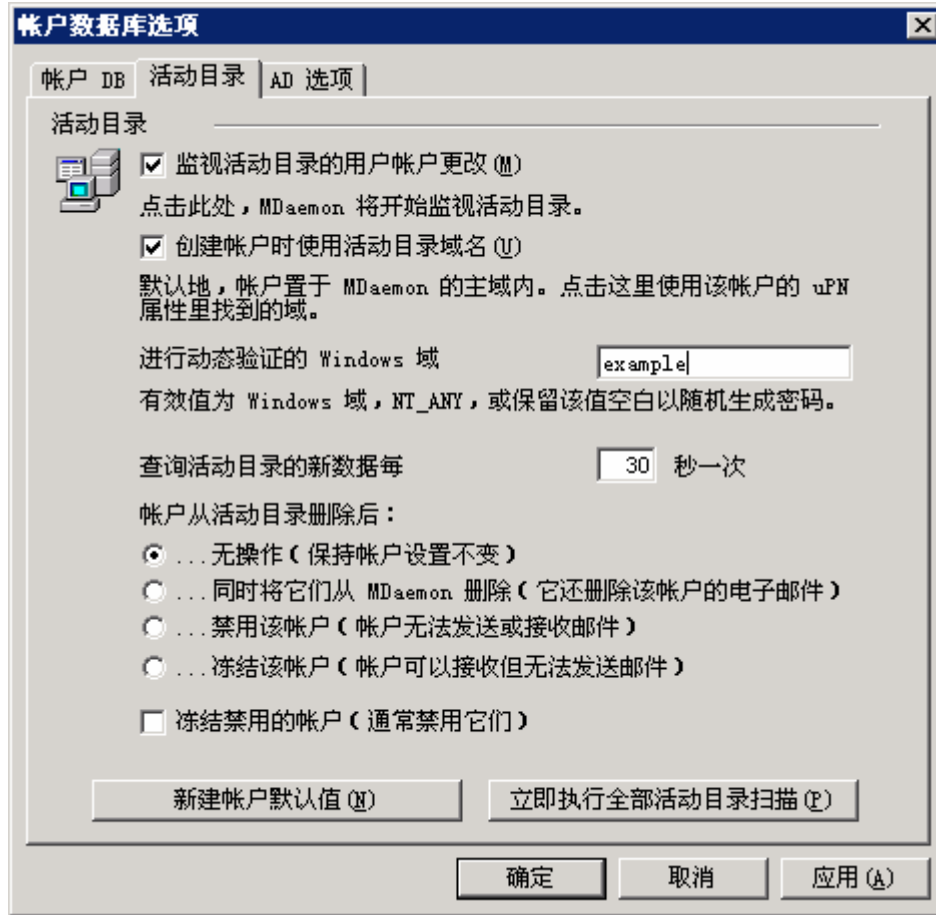 帐户数据库选项
帐户 DB 活动目录 AD 选项
活动目录
监视活动目录的用户帐户更改(M)
点击此处，MDaemon 将开始监视活动目录。
创建帐户时使用活动目录域名(U)
默认地，帐户置于 MDaemon 的主域内。点击这里使用该帐户的 uPN
属性里找到的域。
进行动态验证的 Windows 域 example
有效值为 Windows 域，NT_ANY，或保留该值空白以随机生成密码。
查询活动目录的新数据每 30 秒一次
帐户从活动目录删除后：
...无操作（保持帐户设置不变）
...同时将它们从 MDaemon 删除（它还删除该帐户的电子邮件）
...禁用该帐户（帐户无法发送或接收邮件）
...冻结该帐户（帐户可以接收但无法发送邮件）
冻结禁用的帐户（通常禁用它们）
新建帐户默认值(N) 立即执行全部活动目录扫描(P)
确定 取消 应用(A)